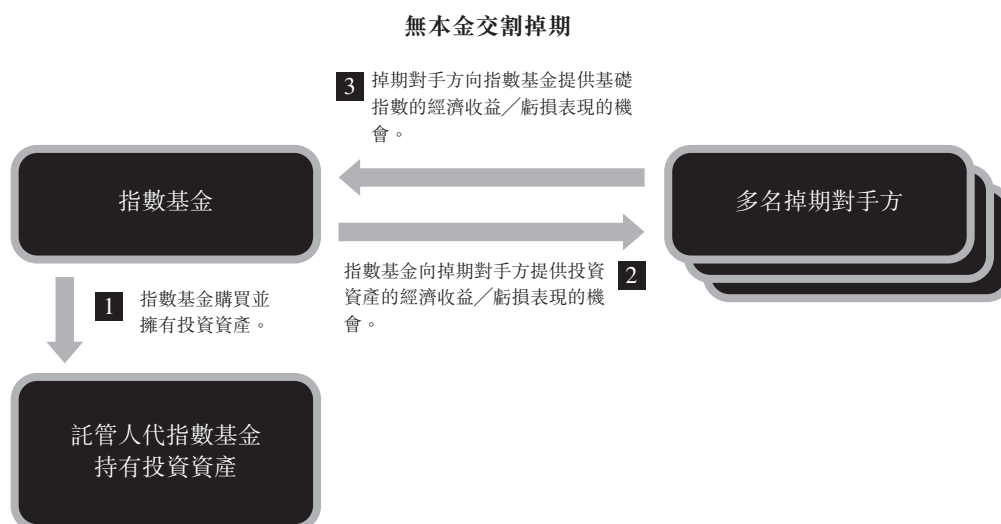 無本金交割掉期
3 掉期對手方向指數基金提供基礎
指數的經濟收益／虧損表現的機
會。
指數基金
多名掉期對手方
指數基金向掉期對手方提供投資
資產的經濟收益／虧損表現的機
會。
2
1 指數基金購買並
擁有投資資產。
託管人代指數基金
持有投資資產